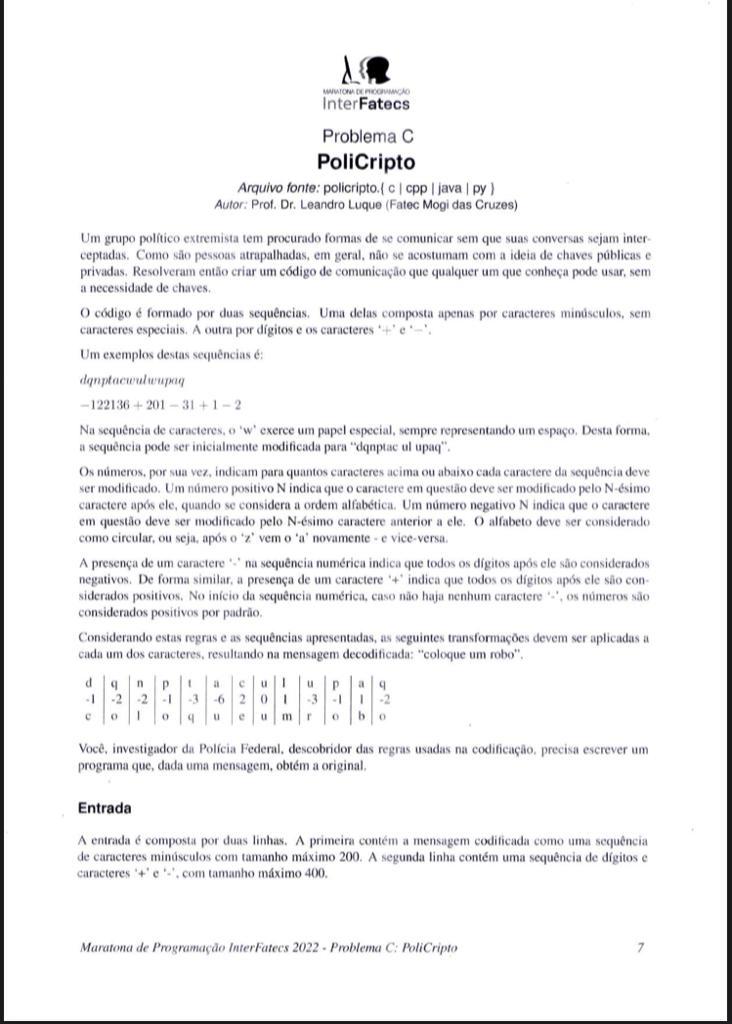 MARATONA DE PROGRAMAÇÃO
InterFatecs
Problema C
PoliCripto
Arquivo fonte: policripto.{ c | cpp | java | py }
Autor: Prof. Dr. Leandro Luque (Fatec Mogi das Cruzes)
Um grupo político extremista tem procurado formas de se comunicar sem que suas conversas sejam inter-
ceptadas. Como são pessoas atrapalhadas, em geral, não se acostumam com a ideia de chaves públicas e
privadas. Resolveram então criar um código de comunicação que qualquer um que conheça pode usar, sem
a necessidade de chaves.
O código é formado por duas sequências. Uma delas composta apenas por caracteres minúsculos, sem
caracteres especiais. A outra por dígitos e os caracteres '+' e '−'.
Um exemplos destas sequências é:
dqnptacwulwupaq
−122136 + 201 − 31 + 1 − 2
Na sequência de caracteres, o 'w' exerce um papel especial, sempre representando um espaço. Desta forma,
a sequência pode ser inicialmente modificada para "dqnptac ul upaq".
Os números, por sua vez, indicam para quantos caracteres acima ou abaixo cada caractere da sequência deve
ser modificado. Um número positivo N indica que o caractere em questão deve ser modificado pelo N-ésimo
caractere após ele, quando se considera a ordem alfabética. Um número negativo N indica que o caractere
em questão deve ser modificado pelo N-ésimo caractere anterior a ele. O alfabeto deve ser considerado
como circular, ou seja, após o 'z' vem o 'a' novamente - e vice-versa.
A presença de um caractere '-' na sequência numérica indica que todos os dígitos após ele são considerados
negativos. De forma similar, a presença de um caractere '+' indica que todos os dígitos após ele são con-
siderados positivos. No início da sequência numérica, caso não haja nenhum caractere '-', os números são
considerados positivos por padrão.
Considerando estas regras e as sequências apresentadas, as seguintes transformações devem ser aplicadas a
cada um dos caracteres, resultando na mensagem decodificada: "coloque um robo".
d | q | n | p | t | a | c | u | l | u | p | a | q
-1 | -2 | -2 | -1 | -3 | -6 | 2 | 0 | 1 | -3 | -1 | 1 | -2
c | o | l | o | q | u | e | u | m | r | o | b | o
Você, investigador da Polícia Federal, descobridor das regras usadas na codificação, precisa escrever um
programa que, dada uma mensagem, obtém a original.
Entrada
A entrada é composta por duas linhas. A primeira contém a mensagem codificada como uma sequência
de caracteres minúsculos com tamanho máximo 200. A segunda linha contém uma sequência de dígitos e
caracteres '+' e '-', com tamanho máximo 400.
Maratona de Programação InterFatecs 2022 - Problema C: PoliCripto 7